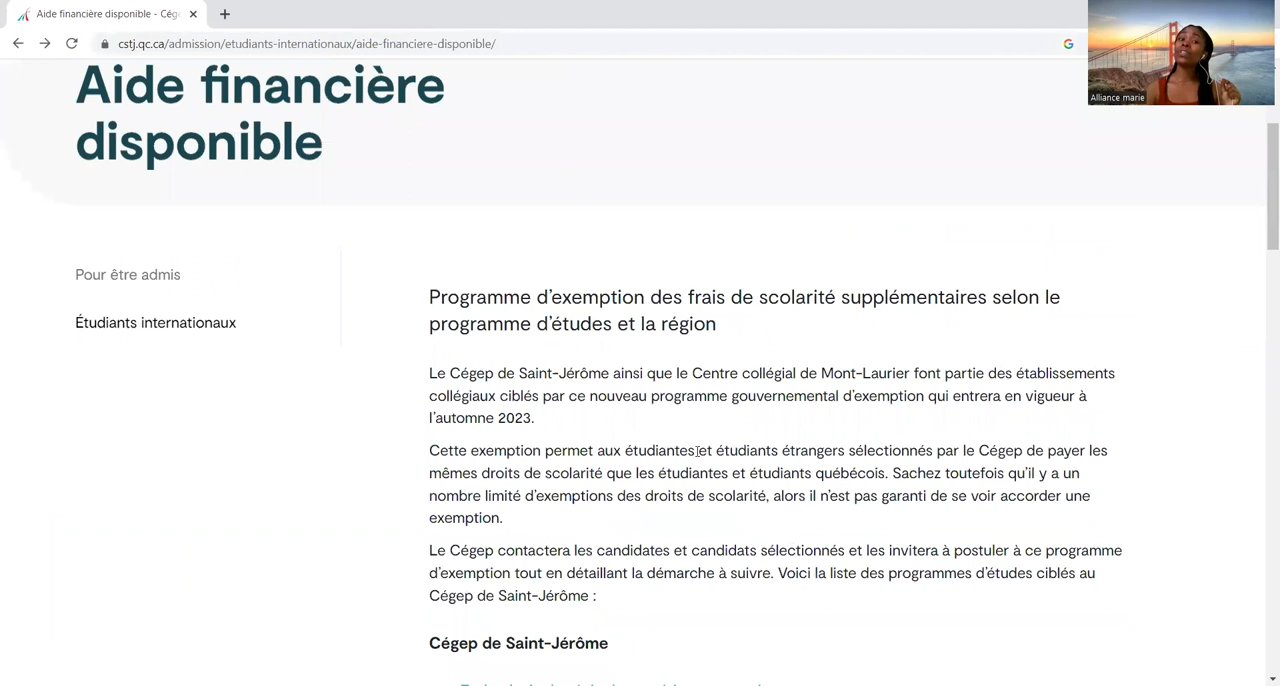 Aide financière disponible - Cég
cstj.qc.ca/admission/etudiants-internationaux/aide-financiere-disponible/
Alliance marie
Aide financière
disponible
Pour être admis
Étudiants internationaux
Programme d'exemption des frais de scolarité supplémentaires selon le
programme d'études et la région
Le Cégep de Saint-Jérôme ainsi que le Centre collégial de Mont-Laurier font partie des établissements
collégiaux ciblés par ce nouveau programme gouvernemental d'exemption qui entrera en vigueur à
l'automne 2023.
Cette exemption permet aux étudiantes et étudiants étrangers sélectionnés par le Cégep de payer les
mêmes droits de scolarité que les étudiantes et étudiants québécois. Sachez toutefois qu'il y a un
nombre limité d'exemptions des droits de scolarité, alors il n'est pas garanti de se voir accorder une
exemption.
Le Cégep contactera les candidates et candidats sélectionnés et les invitera à postuler à ce programme
d'exemption tout en détaillant la démarche à suivre. Voici la liste des programmes d'études ciblés au
Cégep de Saint-Jérôme :
Cégep de Saint-Jérôme